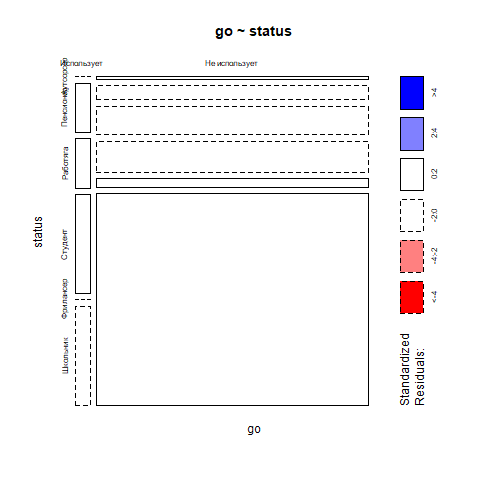 go ~ status
Использует
Не использует
Пенсионер
Работяга
Студент
Фрилансер
Школьник
status
go
>4
2:4
0:2
-2:0
-4:-2
<-4
Standardized
Residuals: